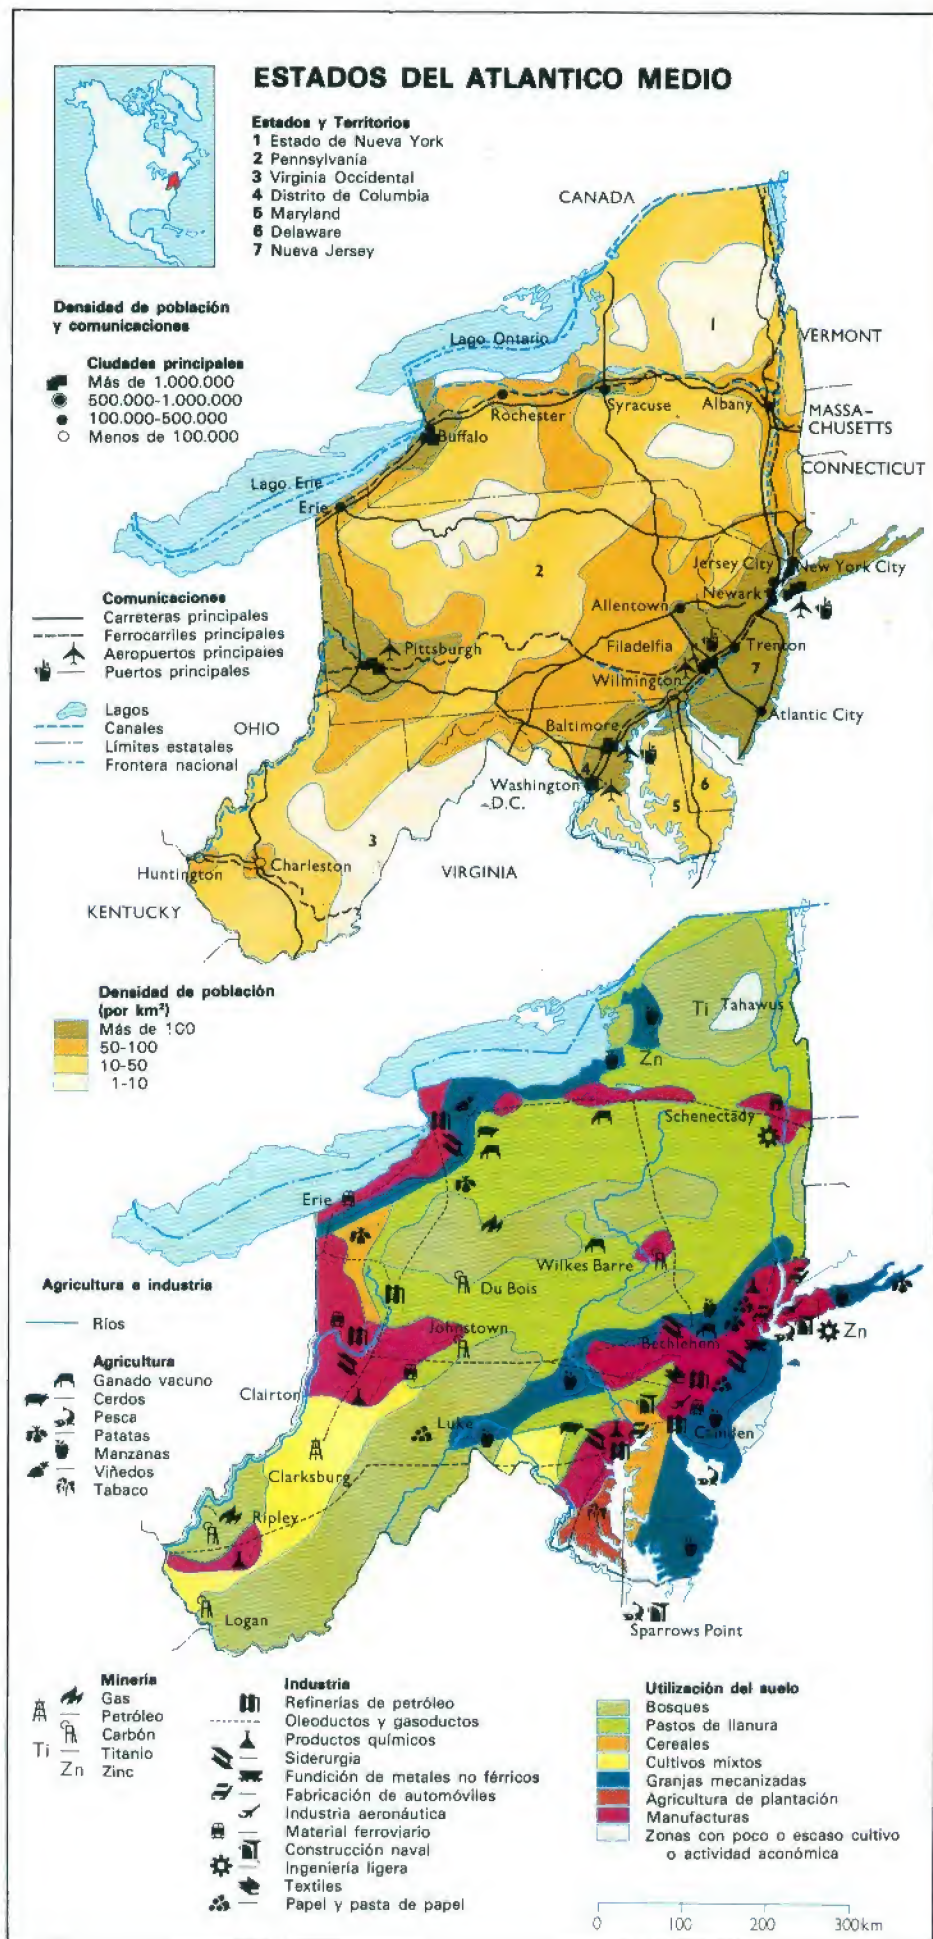 ESTADOS DEL ATLANTICO MEDIO
Estados y Territorios
1 Estado de Nueva York
2 Pennsylvania
3 Virginia Occidental
4 Distrito de Columbia
5 Maryland
6 Delaware
7 Nueva Jersey
Densidad de población
y comunicaciones
Ciudades principales
Más de 1.000.000
500.000-1.000.000
100.000-500.000
Menos de 100.000
CANADA
Lago Ontario
1
VERMONT
Rochester
Syracuse
Albany
MASSA-
CHUSETTS
Buffalo
CONNECTICUT
Lago Erie
Erie
2
Jersey City
New York City
Newark
Allentown
Comunicaciones
Carreteras principales
Ferrocarriles principales
Aeropuertos principales
Puertos principales
Lagos
Canales
Límites estatales
Frontera nacional
Pittsburgh
Filadelfia
Trenton
7
Wilmington
Atlantic City
OHIO
Baltimore
4
Washington
D.C.
6
5
3
Huntington
Charleston
VIRGINIA
KENTUCKY
Densidad de población
(por km²)
Más de 100
50-100
10-50
1-10
Ti
Tahawus
Zn
Schenectady
Erie
Wilkes Barre
Du Bois
Agricultura e industria
Ríos
Agricultura
Ganado vacuno
Cerdos
Pesca
Patatas
Manzanas
Viñedos
Tabaco
Johnstown
Bethlehem
Zn
Clairton
Luke
Camden
Clarksburg
Ripley
Logan
Sparrows Point
Minería
Gas
Petróleo
Carbón
Ti Titanio
Zn Zinc
Industria
Refinerías de petróleo
Oleoductos y gasoductos
Productos químicos
Siderurgia
Fundición de metales no férricos
Fabricación de automóviles
Industria aeronáutica
Material ferroviario
Construcción naval
Ingeniería ligera
Textiles
Papel y pasta de papel
Utilización del suelo
Bosques
Pastos de llanura
Cereales
Cultivos mixtos
Granjas mecanizadas
Agricultura de plantación
Manufacturas
Zonas con poco o escaso cultivo
o actividad económica
0 100 200 300km